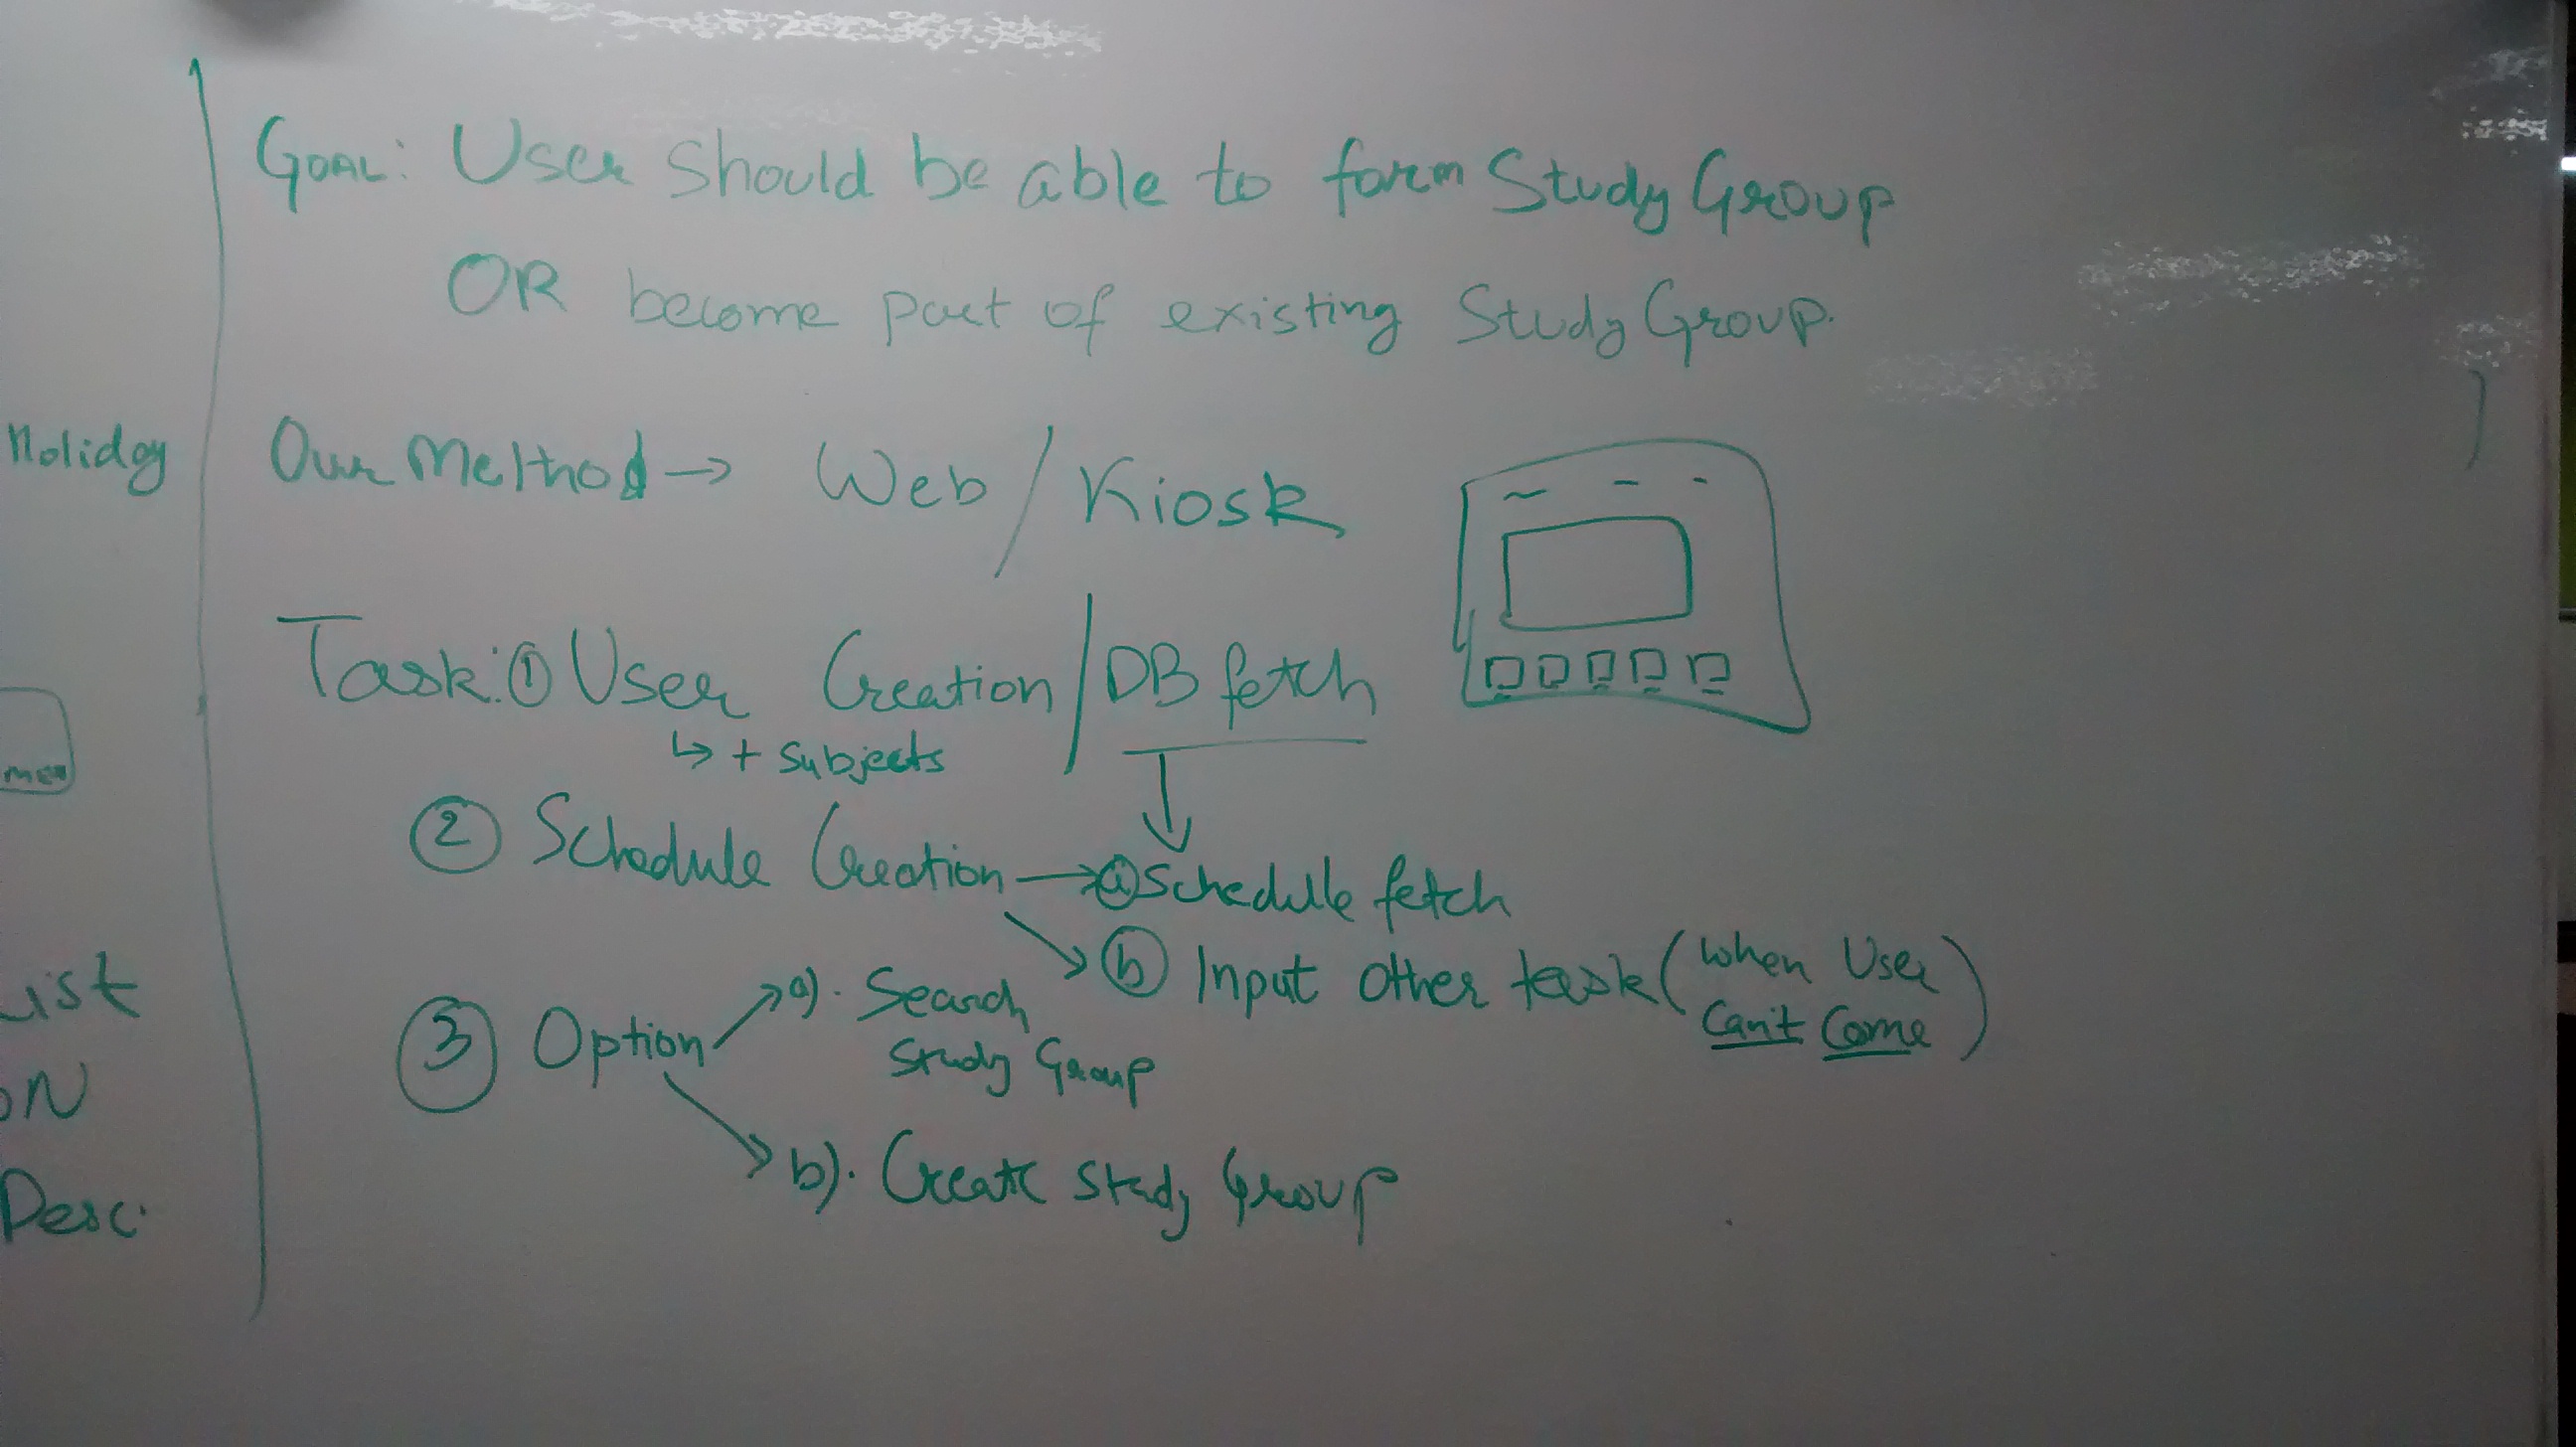 GOAL: User should be able to form Study Group
OR become part of existing Study Group.
Holiday
Our Method → Web / Kiosk
Task: ① User Creation / DB fetch
↳ + Subjects
② Schedule Creation → ⓐ Schedule fetch
ⓑ Input other task (when User
can't come)
③ Option
a). Search
Study Group
b). Create study Group
ist
ON
Desc.